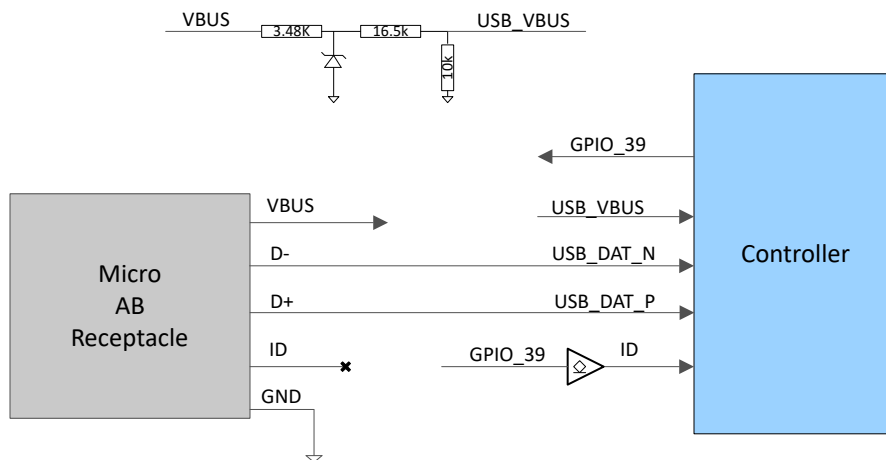 VBUS 3.48K 16.5k USB_VBUS
10k
GPIO_39
VBUS USB_VBUS
D- USB_DAT_N
Micro
AB
Receptacle
Controller
D+ USB_DAT_P
ID GPIO_39 ID
GND